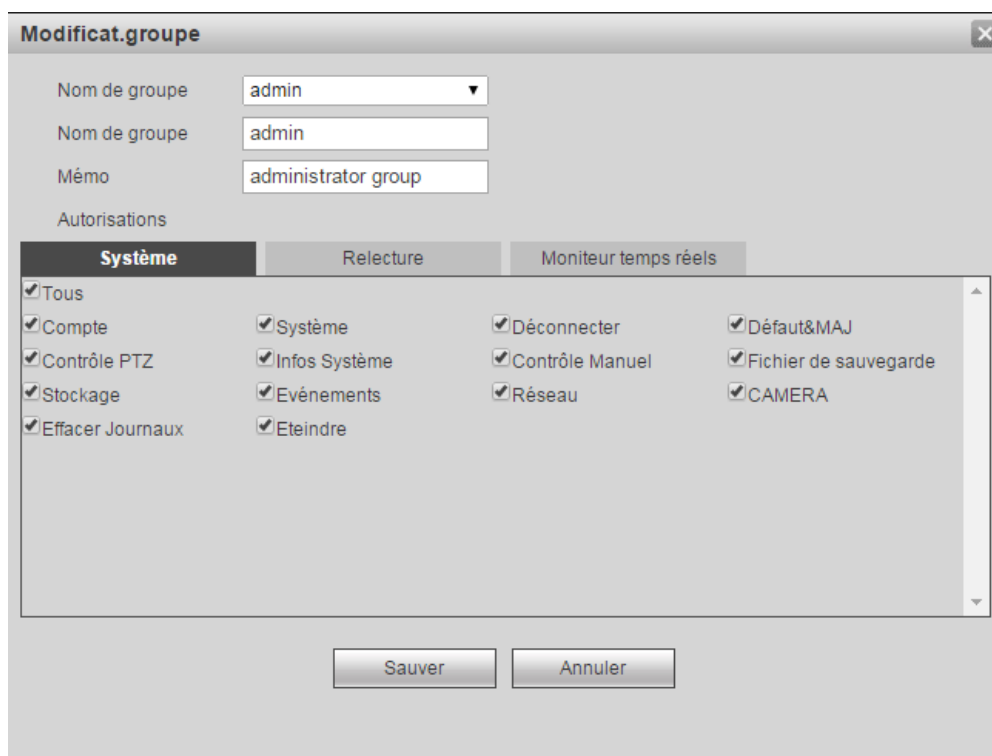 Modificat.groupe
Nom de groupe admin
Nom de groupe admin
Mémo administrator group
Autorisations
Système Relecture Moniteur temps réels
Tous
Compte Système Déconnecter Défaut&MAJ
Contrôle PTZ Infos Système Contrôle Manuel Fichier de sauvegarde
Stockage Evénements Réseau CAMERA
Effacer Journaux Eteindre
Sauver Annuler